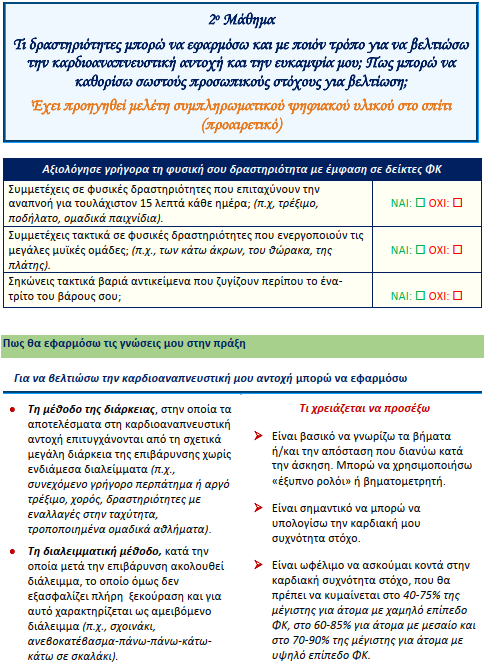 2ο Μάθημα
Τι δραστηριότητες μπορώ να εφαρμόσω και με ποιόν τρόπο για να βελτιώσω
την καρδιοαναπνευστική αντοχή και την ευκαμψία μου; Πως μπορώ να
καθορίσω σωστούς προσωπικούς στόχους για βελτίωση;
Έχει προηγηθεί μελέτη συμπληρωματικού ψηφιακού υλικού στο σπίτι
(προαιρετικό)
Αξιολόγησε γρήγορα τη φυσική σου δραστηριότητα με έμφαση σε δείκτες ΦΚ
Συμμετέχεις σε φυσικές δραστηριότητες που επιταχύνουν την
αναπνοή για τουλάχιστον 15 λεπτά κάθε ημέρα; (π.χ, τρέξιμο,
ποδήλατο, ομαδικά παιχνίδια).
ΝΑΙ: ☐ ΟΧΙ: ☐
Συμμετέχεις τακτικά σε φυσικές δραστηριότητες που ενεργοποιούν τις
μεγάλες μυϊκές ομάδες; (π.χ., των κάτω άκρων, του θώρακα, της
πλάτης).
ΝΑΙ: ☐ ΟΧΙ: ☐
Σηκώνεις τακτικά βαριά αντικείμενα που ζυγίζουν περίπου το ένα-
τρίτο του βάρους σου;
ΝΑΙ: ☐ ΟΧΙ: ☐
Πως θα εφαρμόσω τις γνώσεις μου στην πράξη
Για να βελτιώσω την καρδιοαναπνευστική μου αντοχή μπορώ να εφαρμόσω
• Τη μέθοδο της διάρκειας, στην οποία τα
αποτελέσματα στη καρδιοαναπνευστική
αντοχή επιτυγχάνονται από τη σχετικά
μεγάλη διάρκεια της επιβάρυνσης χωρίς
ενδιάμεσα διαλείμματα (π.χ.,
συνεχόμενο γρήγορο περπάτημα ή αργό
τρέξιμο, χορός, δραστηριότητες με
εναλλαγές στην ταχύτητα,
τροποποιημένα ομαδικά αθλήματα).
• Τη διαλειμματική μέθοδο, κατά την
οποία μετά την επιβάρυνση ακολουθεί
διάλειμμα, το οποίο όμως δεν
εξασφαλίζει πλήρη ξεκούραση και για
αυτό χαρακτηρίζεται ως αμειβόμενο
διάλειμμα (π.χ., σχοινάκι,
ανεβοκατέβασμα-πάνω-πάνω-κάτω-
κάτω σε σκαλάκι).
Τι χρειάζεται να προσέξω
➢ Είναι βασικό να γνωρίζω τα βήματα
ή/και την απόσταση που διανύω κατά
την άσκηση. Μπορώ να χρησιμοποιήσω
«έξυπνο ρολόι» ή βηματομετρητή.
➢ Είναι σημαντικό να μπορώ να
υπολογίσω την καρδιακή μου
συχνότητα στόχο.
➢ Είναι ωφέλιμο να ασκούμαι κοντά στην
καρδιακή συχνότητα στόχο, που θα
πρέπει να κυμαίνεται στο 40-75% της
μέγιστης για άτομα με χαμηλό επίπεδο
ΦΚ, στο 60-85% για άτομα με μεσαίο και
στο 70-90% της μέγιστης για άτομα με
υψηλό επίπεδο ΦΚ.